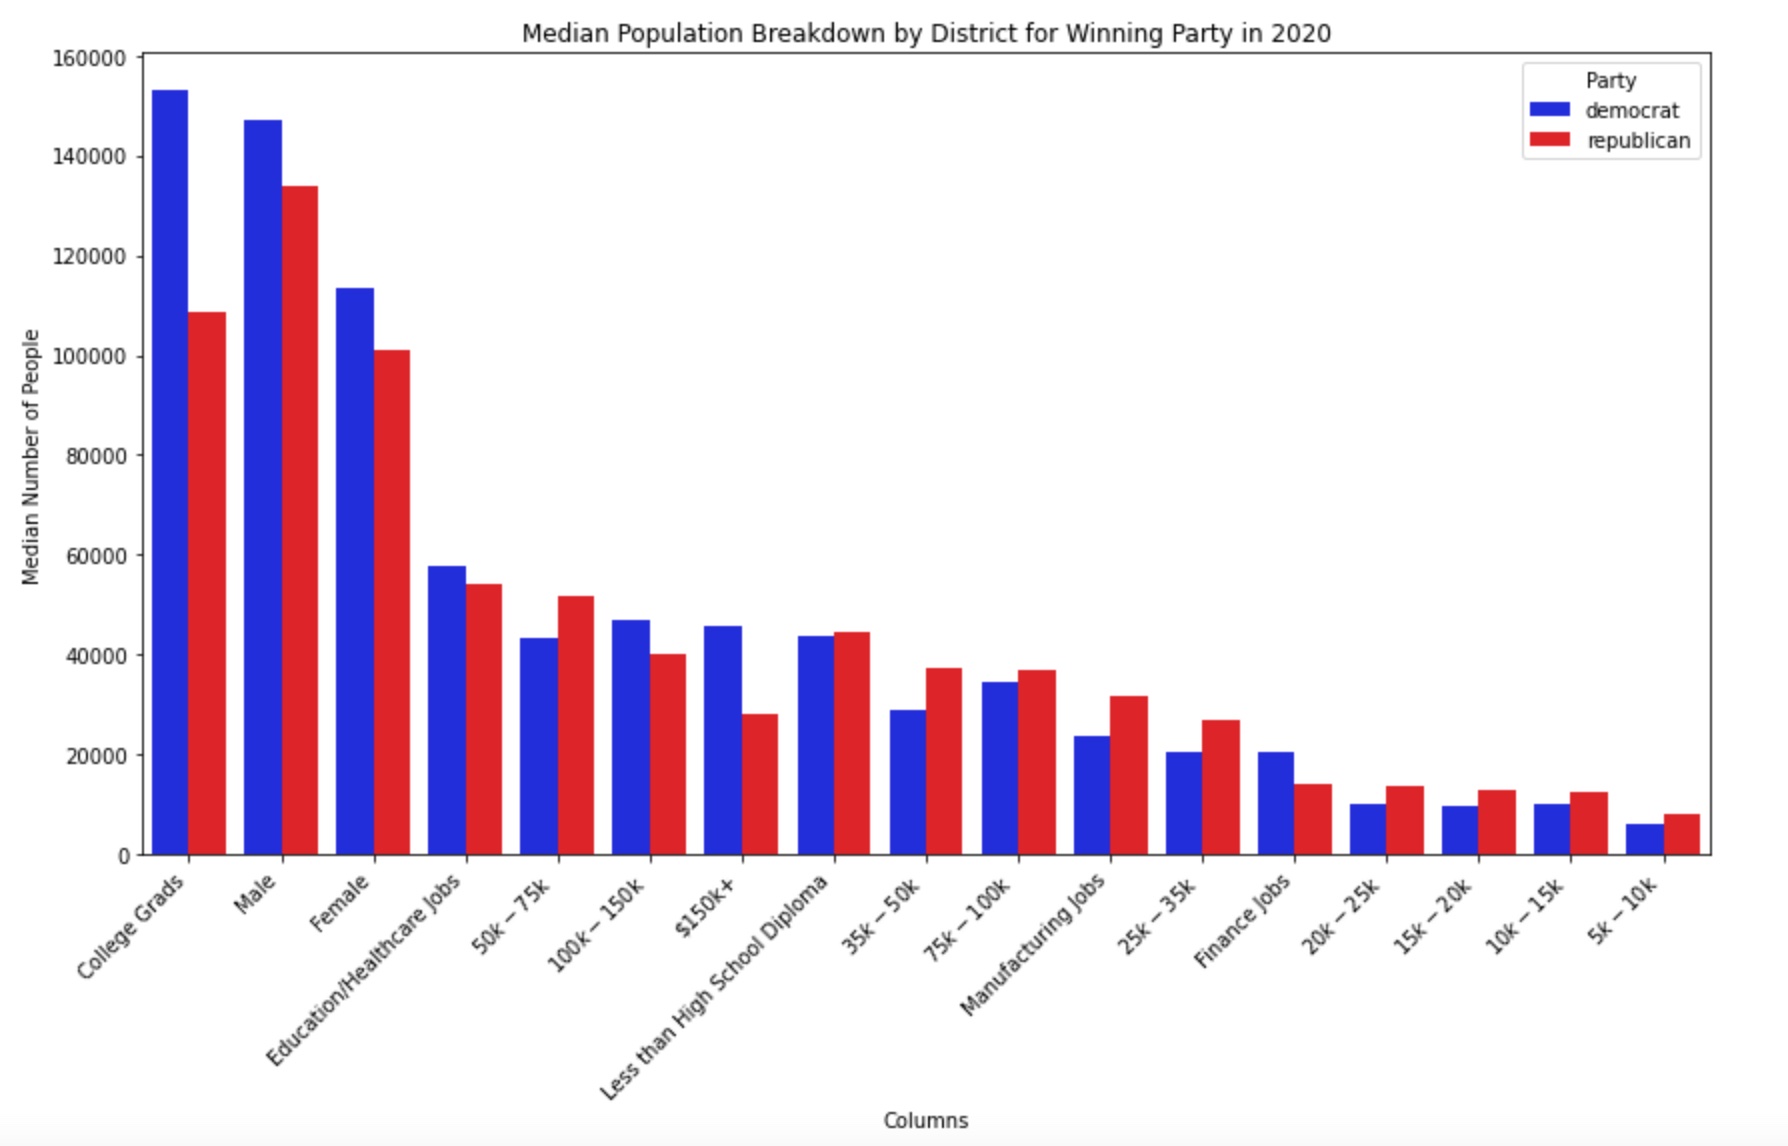 Median Population Breakdown by District for Winning Party in 2020
Party
democrat
republican
Median Number of People
160000
140000
120000
100000
80000
60000
40000
20000
0
College Grads
Male
Female
Education/Healthcare Jobs
50k − 75k
100k − 150k
$150k+
Less than High School Diploma
35k − 50k
75k − 100k
Manufacturing Jobs
25k − 35k
Finance Jobs
20k − 25k
15k − 20k
10k − 15k
5k − 10k
Columns